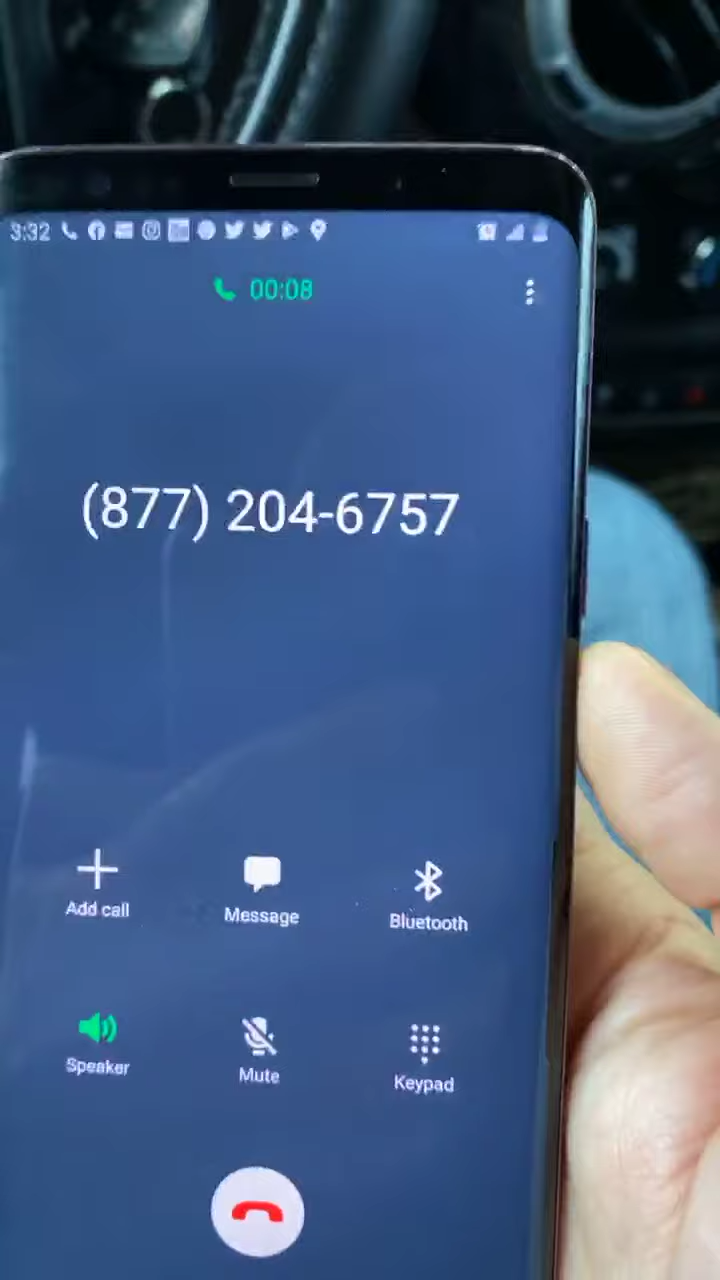 3:32
00:08
(877) 204-6757
Add call
Message
Bluetooth
Speaker
Mute
Keypad